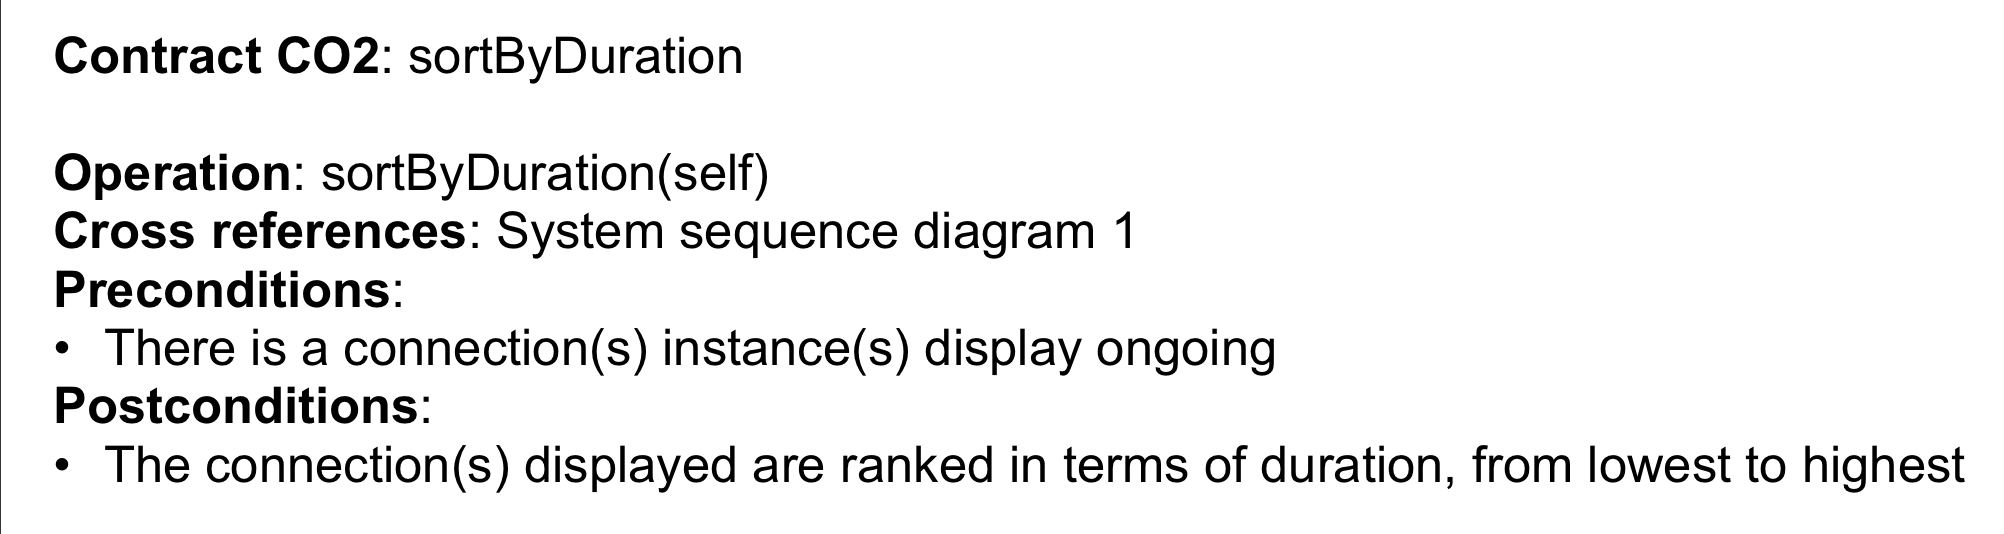 Contract CO2: sortByDuration
Operation: sortByDuration(self)
Cross references: System sequence diagram 1
Preconditions:
• There is a connection(s) instance(s) display ongoing
Postconditions:
• The connection(s) displayed are ranked in terms of duration, from lowest to highest